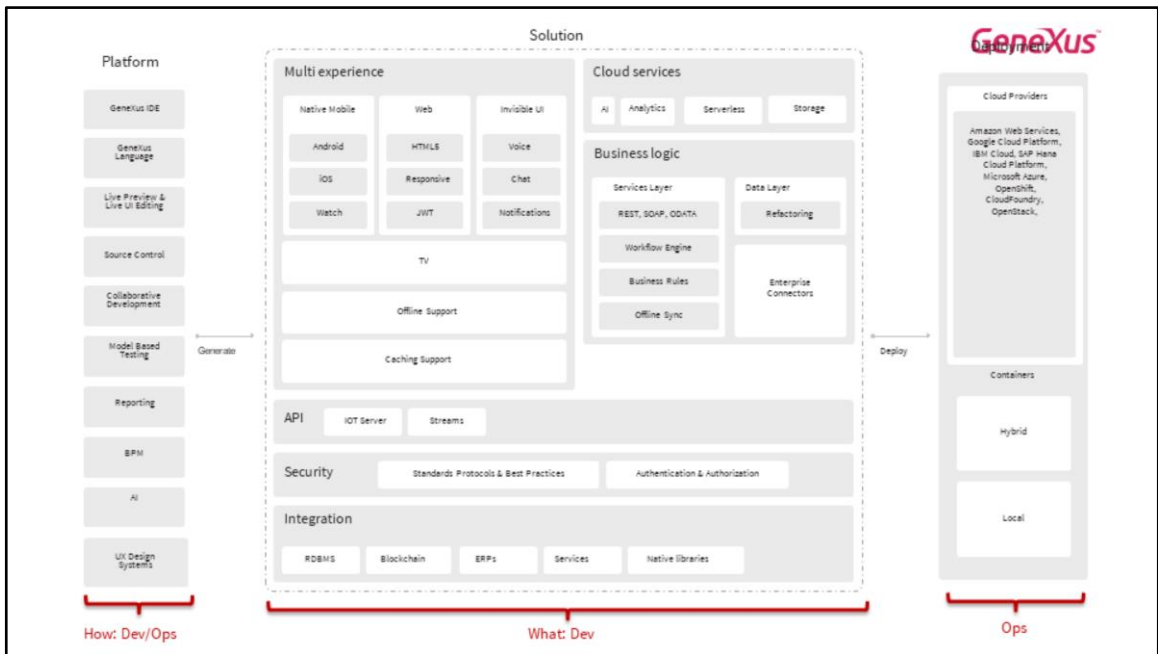 Solution
GeneXus™
Deployment
Platform
GeneXus IDE
GeneXus
Language
Live Preview &
Live UI Editing
Source Control
Collaborative
Development
Model Based
Testing
Reporting
BPM
AI
UX Design
Systems
How: Dev/Ops
Generate
Multi experience
Native Mobile
Android
iOS
Watch
Web
HTML5
Responsive
JWT
Invisible UI
Voice
Chat
Notifications
TV
Offline Support
Caching Support
Cloud services
AI
Analytics
Serverless
Storage
Business logic
Services Layer
REST, SOAP, ODATA
Workflow Engine
Business Rules
Offline Sync
Data Layer
Refactoring
Enterprise
Connectors
API
IOT Server
Streams
Security
Standards Protocols & Best Practices
Authentication & Authorization
Integration
RDBMS
Blockchain
ERPs
Services
Native libraries
What: Dev
Deploy
Cloud Providers
Amazon Web Services,
Google Cloud Platform,
IBM Cloud, SAP Hana
Cloud Platform,
Microsoft Azure,
OpenShift,
CloudFoundry,
OpenStack,
Containers
Hybrid
Local
Ops